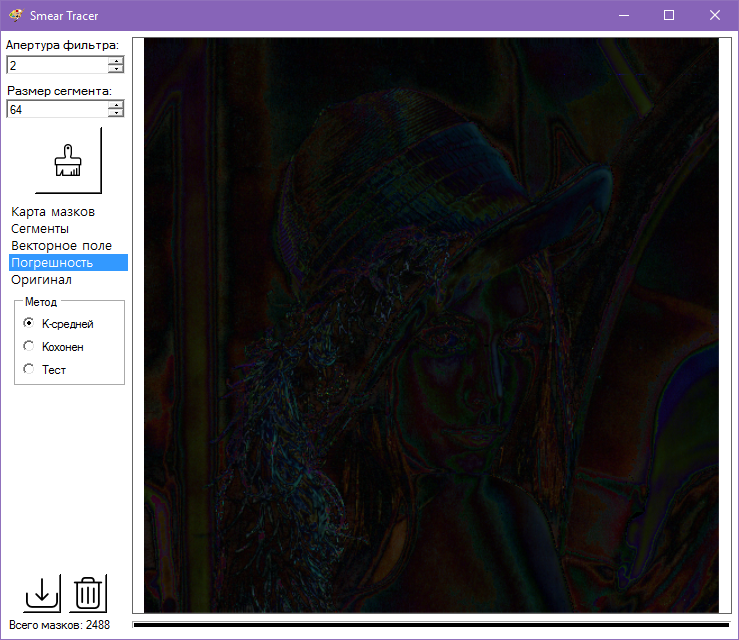 Smear Tracer
Апертура фильтра:
2
Размер сегмента:
64
Карта мазков
Сегменты
Векторное поле
Погрешность
Оригинал
Метод
К-средней
Кохонен
Тест
Всего мазков: 2488